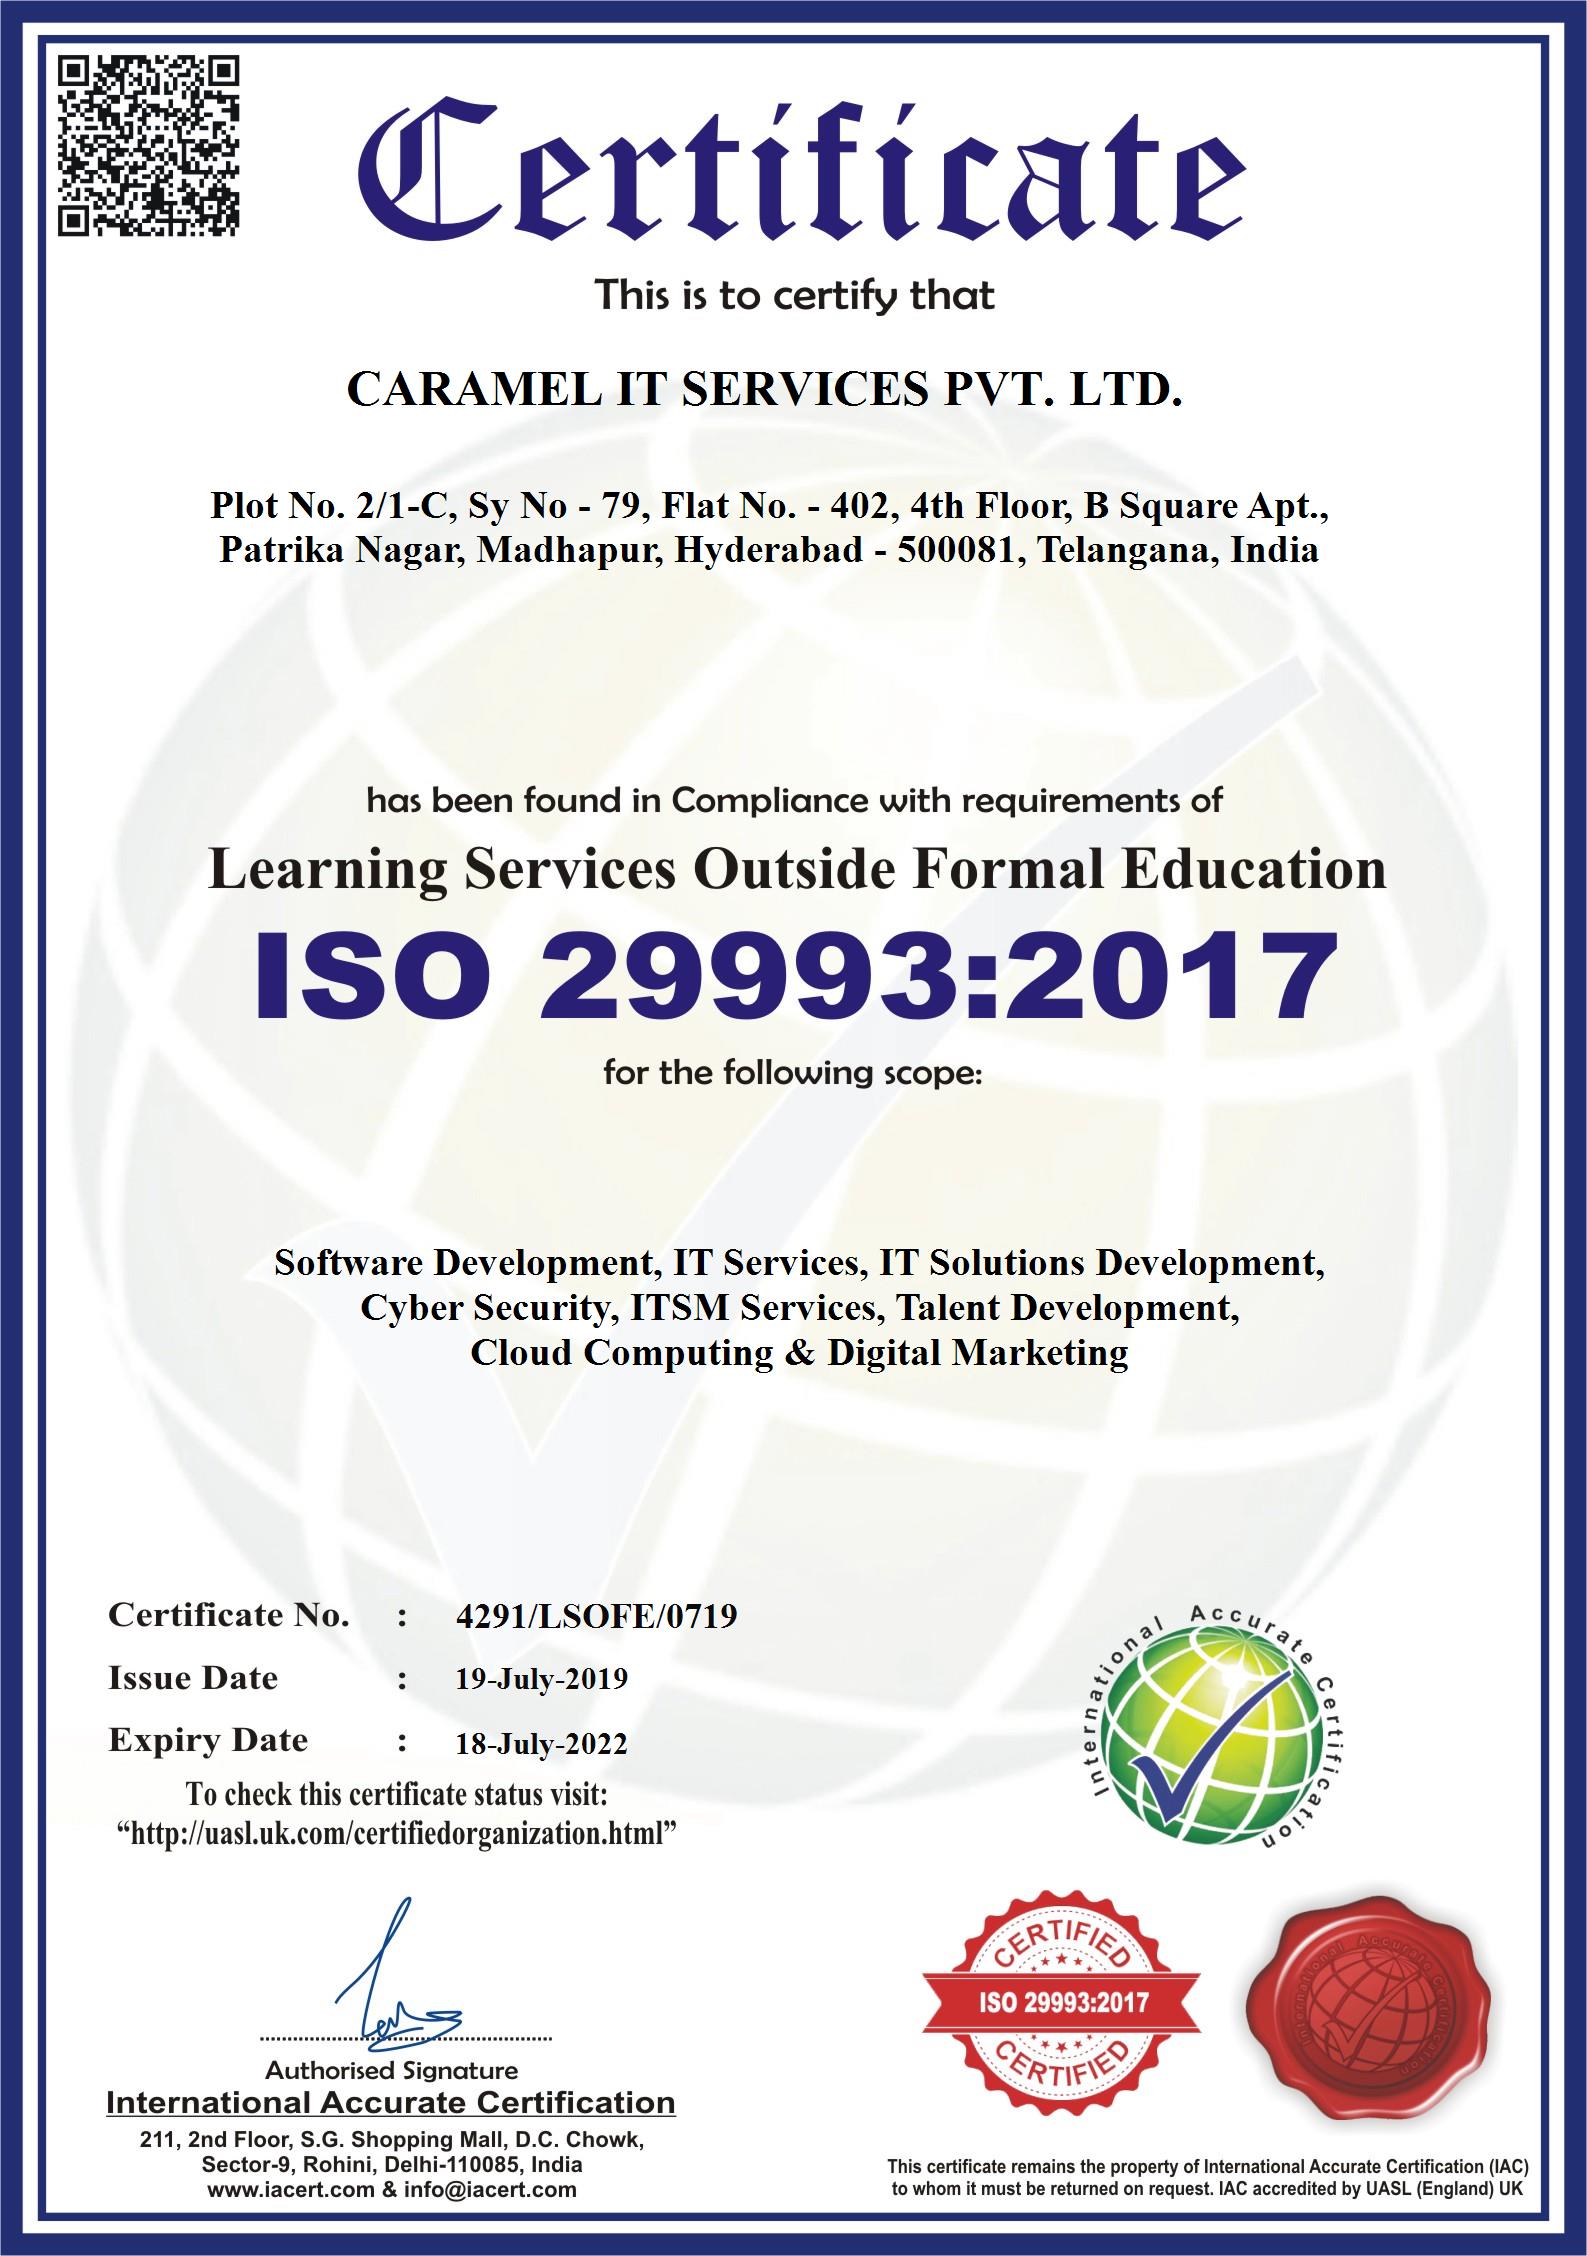 Certificate
This is to certify that
CARAMEL IT SERVICES PVT. LTD.
Plot No. 2/1-C, Sy No - 79, Flat No. - 402, 4th Floor, B Square Apt.,
Patrika Nagar, Madhapur, Hyderabad - 500081, Telangana, India
has been found in Compliance with requirements of
Learning Services Outside Formal Education
ISO 29993:2017
for the following scope:
Software Development, IT Services, IT Solutions Development,
Cyber Security, ITSM Services, Talent Development,
Cloud Computing & Digital Marketing
Certificate No. : 4291/LSOFE/0719
Issue Date : 19-July-2019
Expiry Date : 18-July-2022
To check this certificate status visit:
“http://uasl.uk.com/certifiedorganization.html”
International Accurate Certification
CERTIFIED
ISO 29993:2017
CERTIFIED
International Accurate Certification
Authorised Signature
International Accurate Certification
211, 2nd Floor, S.G. Shopping Mall, D.C. Chowk,
Sector-9, Rohini, Delhi-110085, India
www.iacert.com & info@iacert.com
This certificate remains the property of International Accurate Certification (IAC)
to whom it must be returned on request. IAC accredited by UASL (England) UK